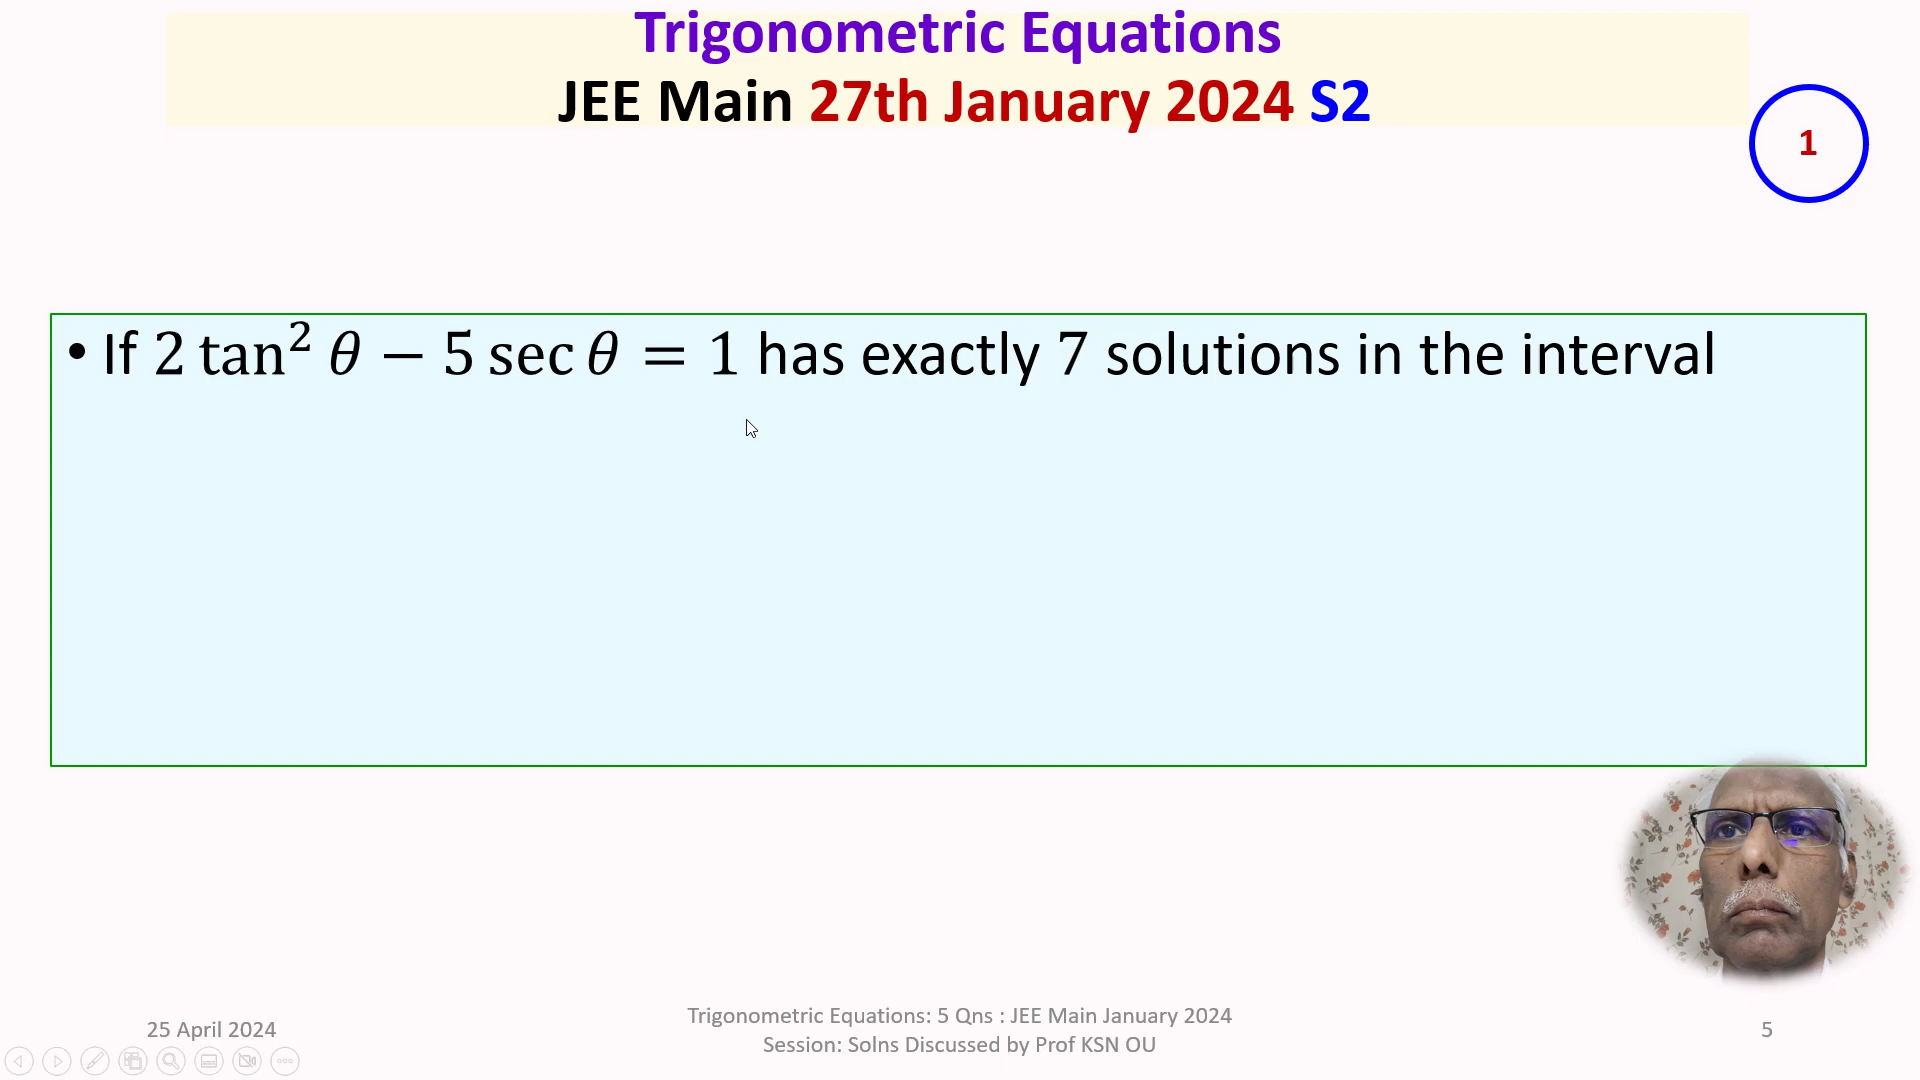 Trigonometric Equations
JEE Main 27th January 2024 S2
1
• If 2 tan² θ − 5 sec θ = 1 has exactly 7 solutions in the interval
25 April 2024
Trigonometric Equations: 5 Qns : JEE Main January 2024
Session: Solns Discussed by Prof KSN OU
5